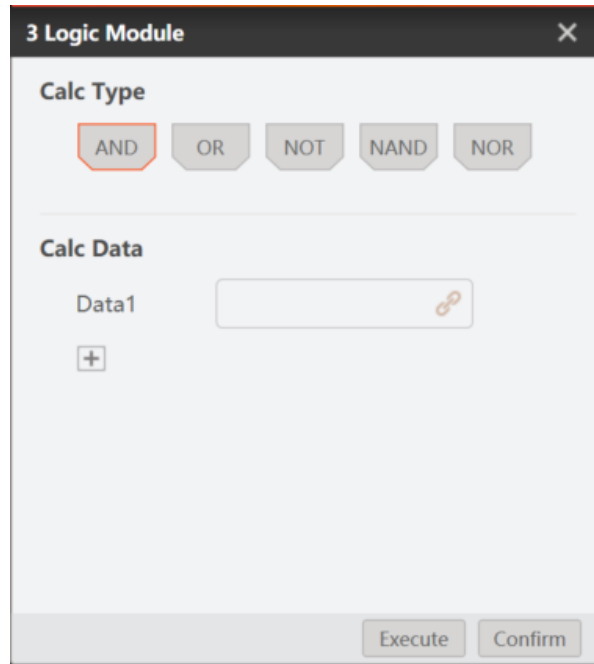 3 Logic Module
Calc Type
AND OR NOT NAND NOR
Calc Data
Data1
Execute Confirm